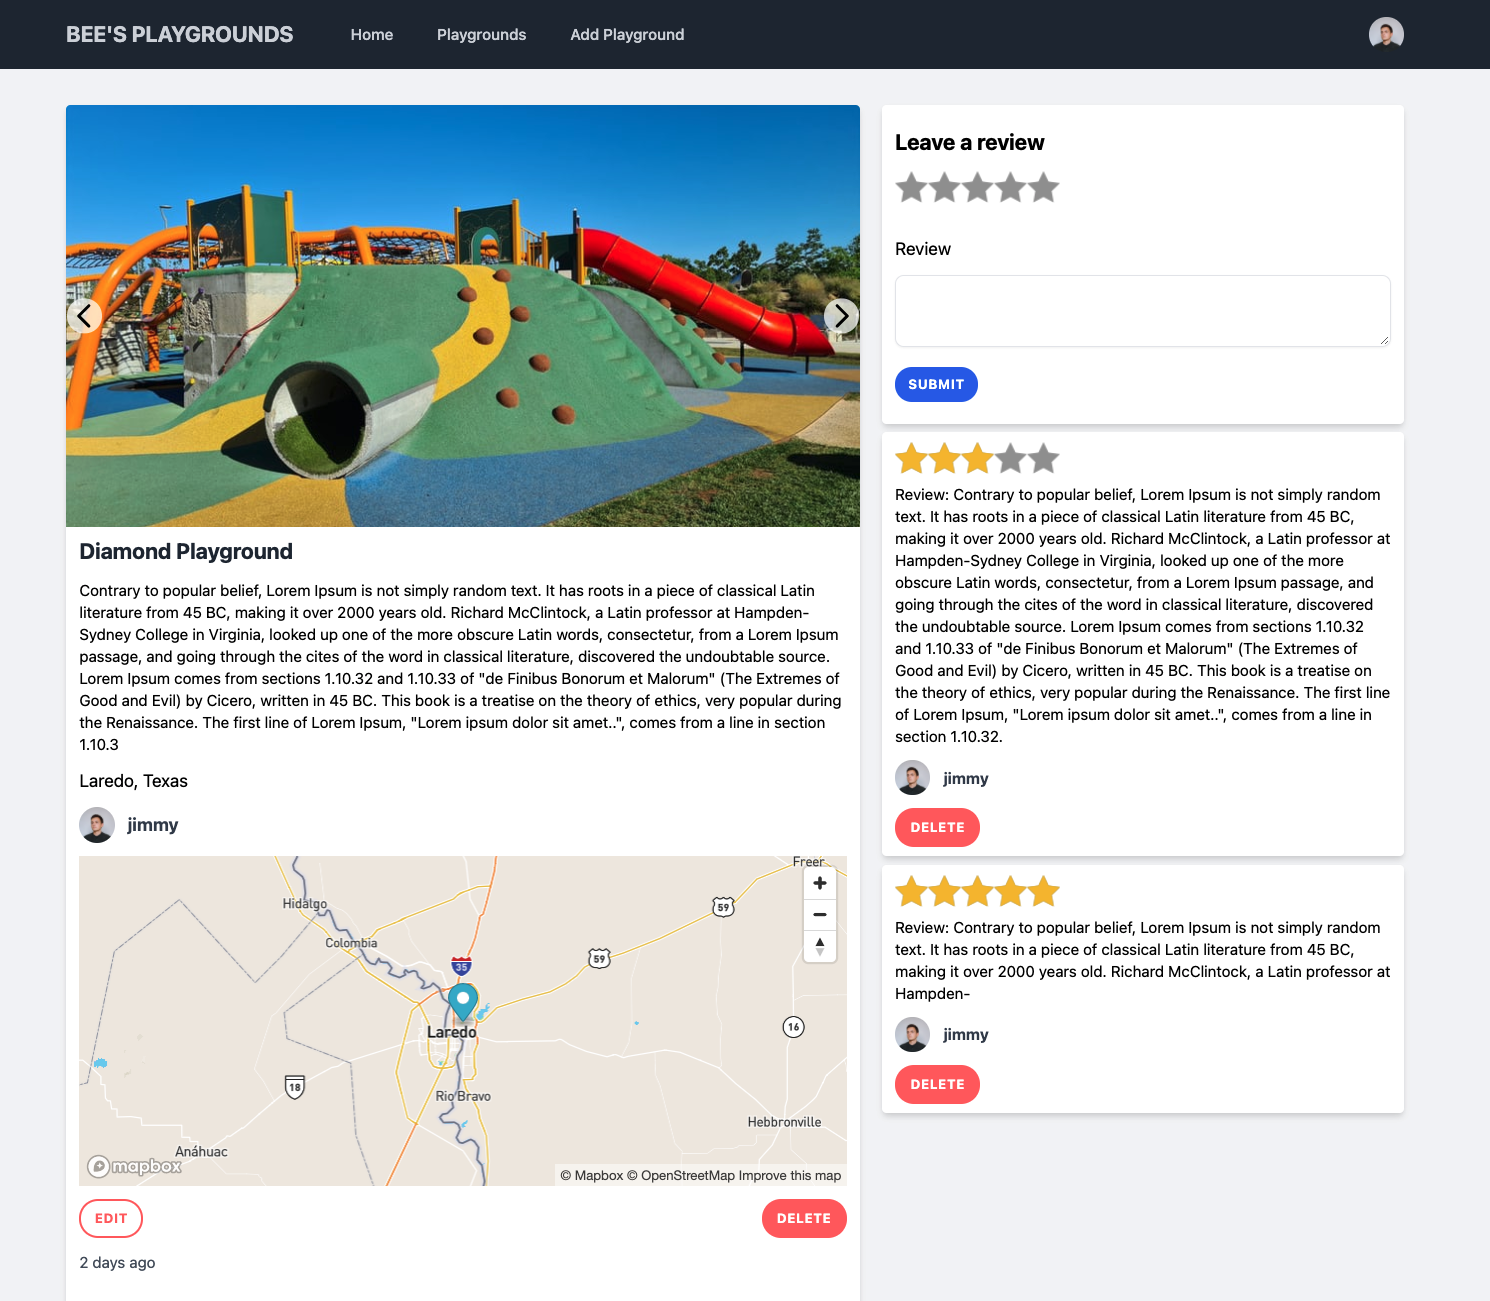 BEE'S PLAYGROUNDS
Home
Playgrounds
Add Playground
Diamond Playground
Contrary to popular belief, Lorem Ipsum is not simply random text. It has roots in a piece of classical Latin
literature from 45 BC, making it over 2000 years old. Richard McClintock, a Latin professor at Hampden-
Sydney College in Virginia, looked up one of the more obscure Latin words, consectetur, from a Lorem Ipsum
passage, and going through the cites of the word in classical literature, discovered the undoubtable source.
Lorem Ipsum comes from sections 1.10.32 and 1.10.33 of "de Finibus Bonorum et Malorum" (The Extremes of
Good and Evil) by Cicero, written in 45 BC. This book is a treatise on the theory of ethics, very popular during
the Renaissance. The first line of Lorem Ipsum, "Lorem ipsum dolor sit amet..", comes from a line in section
1.10.3
Laredo, Texas
jimmy
Freer
Hidalgo
59
Colombia
59
35
16
Laredo
18
Rio Bravo
Hebbronville
Anáhuac
mapbox
© Mapbox © OpenStreetMap Improve this map
EDIT
DELETE
2 days ago
Leave a review
Review
SUBMIT
Review: Contrary to popular belief, Lorem Ipsum is not simply random
text. It has roots in a piece of classical Latin literature from 45 BC,
making it over 2000 years old. Richard McClintock, a Latin professor at
Hampden-Sydney College in Virginia, looked up one of the more
obscure Latin words, consectetur, from a Lorem Ipsum passage, and
going through the cites of the word in classical literature, discovered
the undoubtable source. Lorem Ipsum comes from sections 1.10.32
and 1.10.33 of "de Finibus Bonorum et Malorum" (The Extremes of
Good and Evil) by Cicero, written in 45 BC. This book is a treatise on
the theory of ethics, very popular during the Renaissance. The first line
of Lorem Ipsum, "Lorem ipsum dolor sit amet..", comes from a line in
section 1.10.32.
jimmy
DELETE
Review: Contrary to popular belief, Lorem Ipsum is not simply random
text. It has roots in a piece of classical Latin literature from 45 BC,
making it over 2000 years old. Richard McClintock, a Latin professor at
Hampden-
jimmy
DELETE